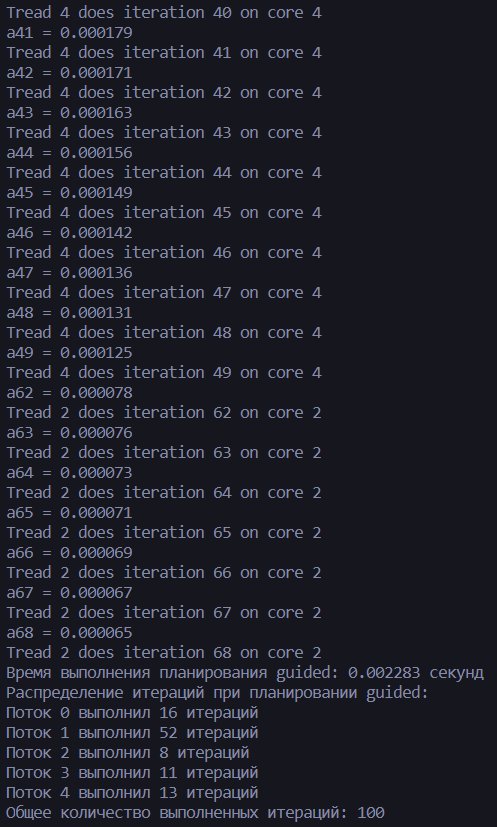 Tread 4 does iteration 40 on core 4
a41 = 0.000179
Tread 4 does iteration 41 on core 4
a42 = 0.000171
Tread 4 does iteration 42 on core 4
a43 = 0.000163
Tread 4 does iteration 43 on core 4
a44 = 0.000156
Tread 4 does iteration 44 on core 4
a45 = 0.000149
Tread 4 does iteration 45 on core 4
a46 = 0.000142
Tread 4 does iteration 46 on core 4
a47 = 0.000136
Tread 4 does iteration 47 on core 4
a48 = 0.000131
Tread 4 does iteration 48 on core 4
a49 = 0.000125
Tread 4 does iteration 49 on core 4
a62 = 0.000078
Tread 2 does iteration 62 on core 2
a63 = 0.000076
Tread 2 does iteration 63 on core 2
a64 = 0.000073
Tread 2 does iteration 64 on core 2
a65 = 0.000071
Tread 2 does iteration 65 on core 2
a66 = 0.000069
Tread 2 does iteration 66 on core 2
a67 = 0.000067
Tread 2 does iteration 67 on core 2
a68 = 0.000065
Tread 2 does iteration 68 on core 2
Время выполнения планирования guided: 0.002283 секунд
Распределение итераций при планировании guided:
Поток 0 выполнил 16 итераций
Поток 1 выполнил 52 итераций
Поток 2 выполнил 8 итераций
Поток 3 выполнил 11 итераций
Поток 4 выполнил 13 итераций
Общее количество выполненных итераций: 100